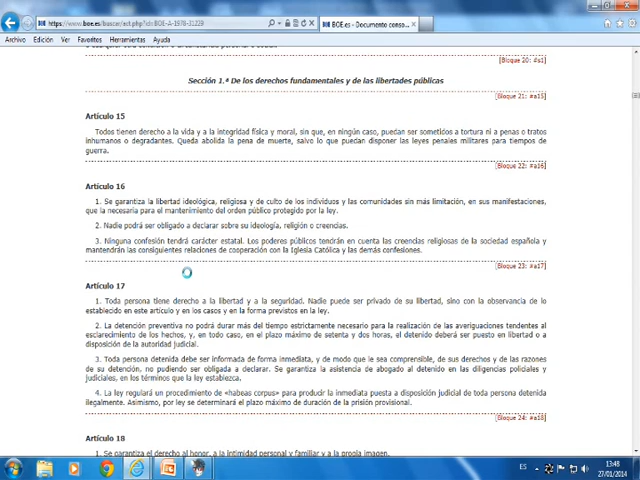 https://www.boe.es/buscar/act.php?id=BOE-A-1978-31229
BOE.es - Documento conso...
Archivo Edición Ver Favoritos Herramientas Ayuda
[Bloque 20: #s1]
Sección 1.ª De los derechos fundamentales y de las libertades públicas
[Bloque 21: #a15]
Artículo 15
Todos tienen derecho a la vida y a la integridad física y moral, sin que, en ningún caso, puedan ser sometidos a tortura ni a penas o tratos
inhumanos o degradantes. Queda abolida la pena de muerte, salvo lo que puedan disponer las leyes penales militares para tiempos de
guerra.
[Bloque 22: #a16]
Artículo 16
1. Se garantiza la libertad ideológica, religiosa y de culto de los individuos y las comunidades sin más limitación, en sus manifestaciones,
que la necesaria para el mantenimiento del orden público protegido por la ley.
2. Nadie podrá ser obligado a declarar sobre su ideología, religión o creencias.
3. Ninguna confesión tendrá carácter estatal. Los poderes públicos tendrán en cuenta las creencias religiosas de la sociedad española y
mantendrán las consiguientes relaciones de cooperación con la Iglesia Católica y las demás confesiones.
[Bloque 23: #a17]
Artículo 17
1. Toda persona tiene derecho a la libertad y a la seguridad. Nadie puede ser privado de su libertad, sino con la observancia de lo
establecido en este artículo y en los casos y en la forma previstos en la ley.
2. La detención preventiva no podrá durar más del tiempo estrictamente necesario para la realización de las averiguaciones tendentes al
esclarecimiento de los hechos, y, en todo caso, en el plazo máximo de setenta y dos horas, el detenido deberá ser puesto en libertad o a
disposición de la autoridad judicial.
3. Toda persona detenida debe ser informada de forma inmediata, y de modo que le sea comprensible, de sus derechos y de las razones
de su detención, no pudiendo ser obligada a declarar. Se garantiza la asistencia de abogado al detenido en las diligencias policiales y
judiciales, en los términos que la ley establezca.
4. La ley regulará un procedimiento de «habeas corpus» para producir la inmediata puesta a disposición judicial de toda persona detenida
ilegalmente. Asimismo, por ley se determinará el plazo máximo de duración de la prisión provisional.
[Bloque 24: #a18]
Artículo 18
1. Se garantiza el derecho al honor, a la intimidad personal y familiar y a la propia imagen.
ES
13:48
27/01/2014